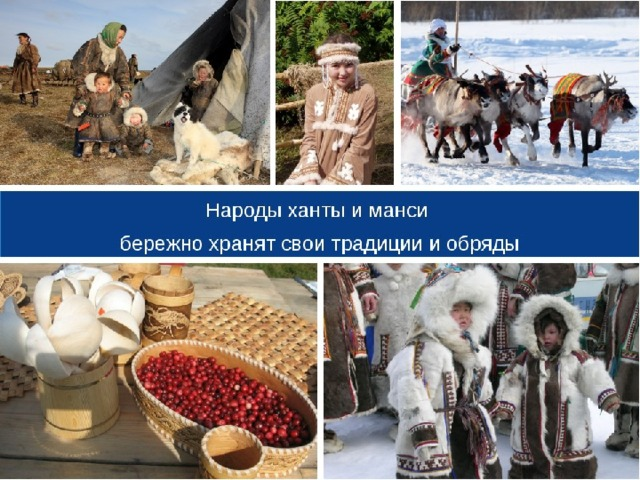 Народы ханты и манси
бережно хранят свои традиции и обряды